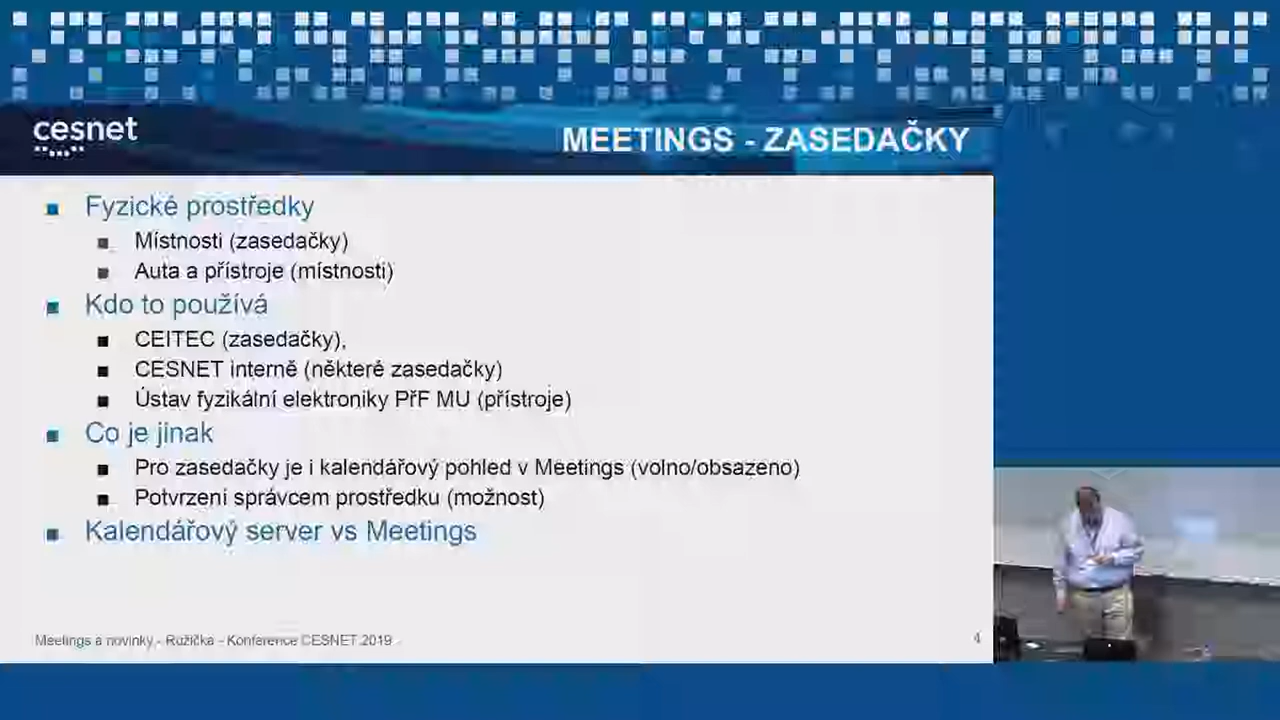 cesnet
MEETINGS - ZASEDAČKY
Fyzické prostředky
Místnosti (zasedačky)
Auta a přístroje (místnosti)
Kdo to používá
CEITEC (zasedačky),
CESNET interně (některé zasedačky)
Ústav fyzikální elektroniky PřF MU (přístroje)
Co je jinak
Pro zasedačky je i kalendářový pohled v Meetings (volno/obsazeno)
Potvrzení správcem prostředku (možnost)
Kalendářový server vs Meetings
Meetings a novinky - Růžička - Konference CESNET 2019
4